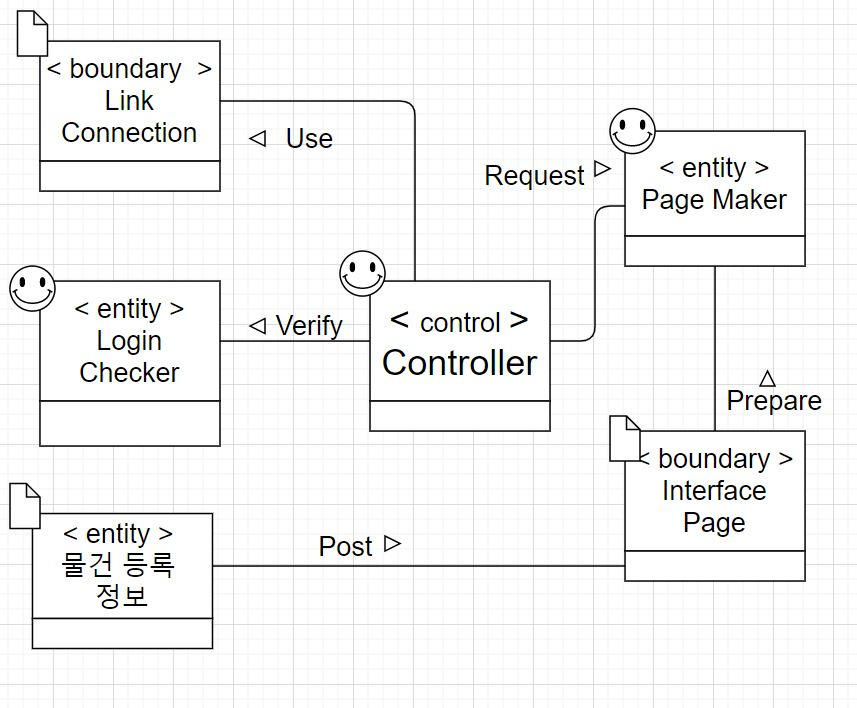 < boundary >
Link
Connection
◁ Use
Request ▷
< entity >
Page Maker
< entity >
Login
Checker
◁ Verify
< control >
Controller
△
Prepare
< boundary >
Interface
Page
< entity >
물건 등록
정보
Post ▷